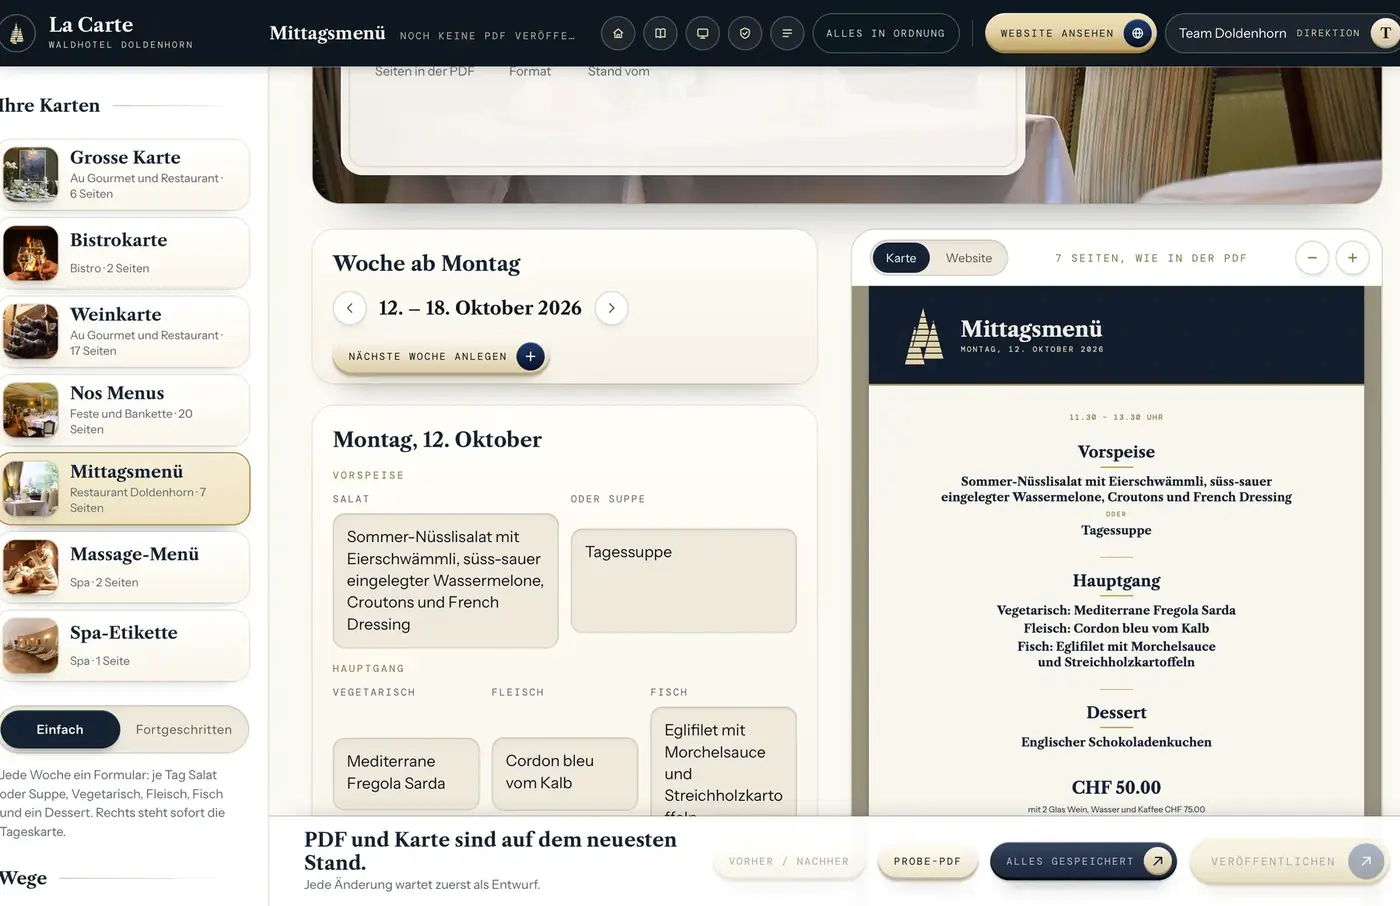 La Carte
WALDHOTEL DOLDENHORN
Mittagsmenü NOCH KEINE PDF VERÖFFE…
ALLES IN ORDNUNG
WEBSITE ANSEHEN
Team Doldenhorn DIREKTION T
Ihre Karten
Grosse Karte
Au Gourmet und Restaurant ·
6 Seiten
Bistrokarte
Bistro · 2 Seiten
Weinkarte
Au Gourmet und Restaurant ·
17 Seiten
Nos Menus
Feste und Bankette · 20
Seiten
Mittagsmenü
Restaurant Doldenhorn · 7
Seiten
Massage-Menü
Spa · 2 Seiten
Spa-Etikette
Spa · 1 Seite
Einfach Fortgeschritten
Jede Woche ein Formular: je Tag Salat
oder Suppe, Vegetarisch, Fleisch, Fisch
und ein Dessert. Rechts steht sofort die
Tageskarte.
Wege
Seiten in der PDF Format Stand vom
Woche ab Montag
12. – 18. Oktober 2026
NÄCHSTE WOCHE ANLEGEN +
Montag, 12. Oktober
VORSPEISE
SALAT ODER SUPPE
Sommer-Nüsslisalat mit
Eierschwämmli, süss-sauer
eingelegter Wassermelone,
Croutons und French
Dressing
Tagessuppe
HAUPTGANG
VEGETARISCH FLEISCH FISCH
Mediterrane
Fregola Sarda
Cordon bleu
vom Kalb
Eglifilet mit
Morchelsauce
und
Streichholzkarto
ffeln
Karte Website 7 SEITEN, WIE IN DER PDF − +
Mittagsmenü
MONTAG, 12. OKTOBER 2026
11.30 – 13.30 UHR
Vorspeise
Sommer-Nüsslisalat mit Eierschwämmli, süss-sauer
eingelegter Wassermelone, Croutons und French Dressing
ODER
Tagessuppe
Hauptgang
Vegetarisch: Mediterrane Fregola Sarda
Fleisch: Cordon bleu vom Kalb
Fisch: Eglifilet mit Morchelsauce
und Streichholzkartoffeln
Dessert
Englischer Schokoladenkuchen
CHF 50.00
mit 2 Glas Wein, Wasser und Kaffee CHF 75.00
PDF und Karte sind auf dem neuesten
Stand.
Jede Änderung wartet zuerst als Entwurf.
VORHER / NACHHER
PROBE-PDF
ALLES GESPEICHERT
VERÖFFENTLICHEN